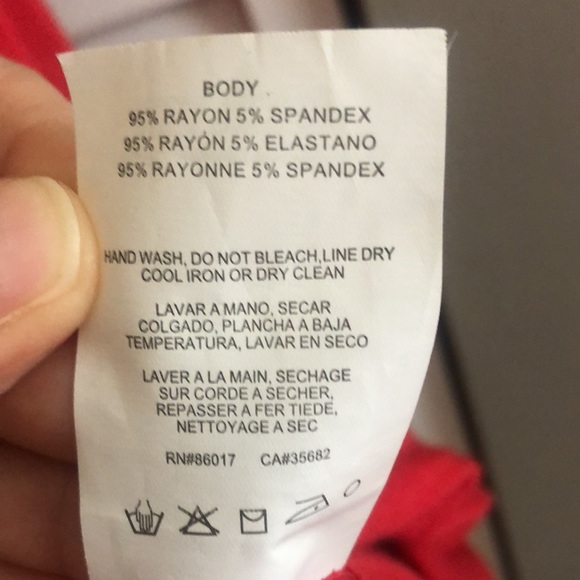 BODY
95% RAYON 5% SPANDEX
95% RAYÓN 5% ELASTANO
95% RAYONNE 5% SPANDEX
HAND WASH, DO NOT BLEACH,LINE DRY
COOL IRON OR DRY CLEAN
LAVAR A MANO, SECAR
COLGADO, PLANCHA A BAJA
TEMPERATURA, LAVAR EN SECO
LAVER A LA MAIN, SECHAGE
SUR CORDE A SECHER,
REPASSER A FER TIEDE,
NETTOYAGE A SEC
RN#86017 CA#35682